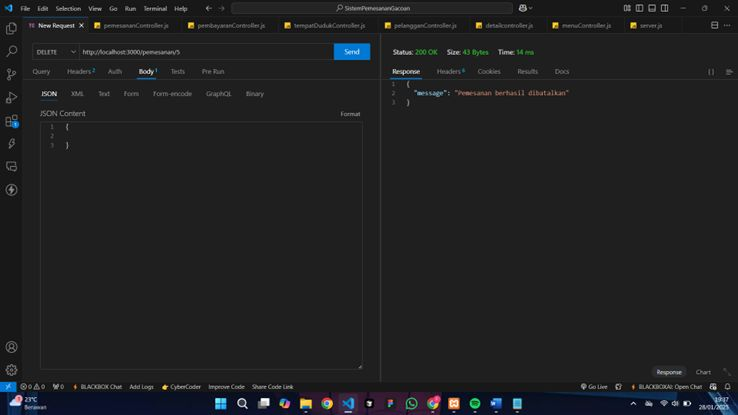 File Edit Selection View Go Run Terminal Help
SistemPemesananGacoan
New Request
pemesananController.js
pembayaranController.js
tempatDudukController.js
pelangganController.js
detailcontroller.js
menuController.js
server.js
DELETE
http://localhost:3000/pemesanan/5
Send
Query Headers 2 Auth Body 1 Tests Pre Run
JSON XML Text Form Form-encode GraphQL Binary
JSON Content
Format
1 {
2
3 }
Status: 200 OK Size: 43 Bytes Time: 14 ms
Response Headers 6 Cookies Results Docs
{ }
1 {
2 "message": "Pemesanan berhasil dibatalkan"
3 }
Response Chart
1
0 0 0 BLACKBOX Chat Add Logs CyberCoder Improve Code Share Code Link
Go Live BLACKBOXAI: Open Chat
23°C
Berawan
19:37
28/01/2025